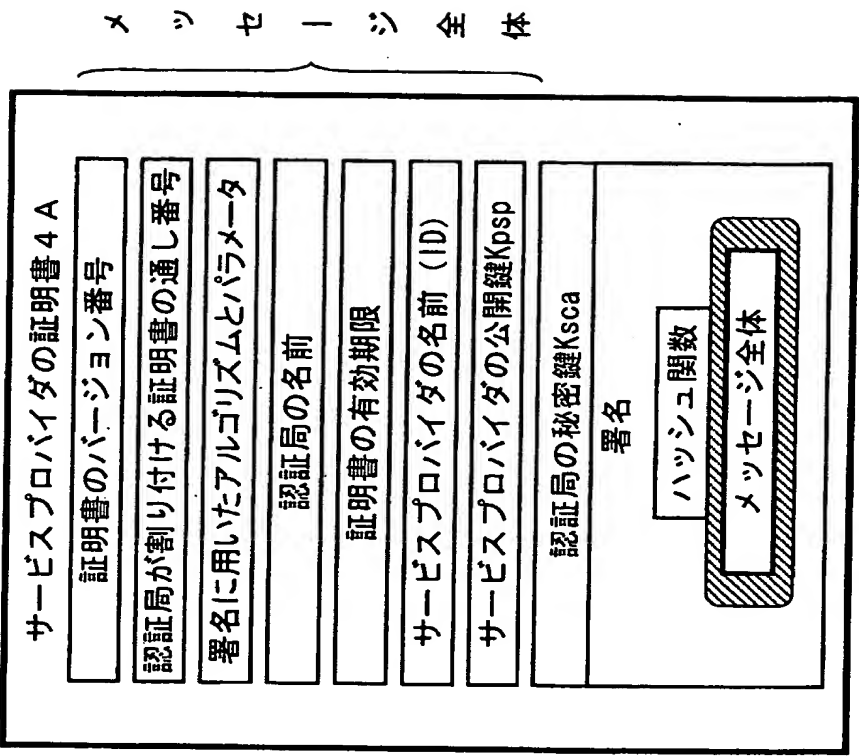 サービスプロバイダの証明書4A
証明書のバージョン番号
認証局が割り付ける証明書の通し番号
署名に用いたアルゴリズムとパラメータ
認証局の名前
証明書の有効期限
サービスプロバイダの名前 (ID)
サービスプロバイダの公開鍵Kpsp
認証局の秘密鍵Ksca
署名
ハッシュ関数
メッセージ全体
メッセージ全体